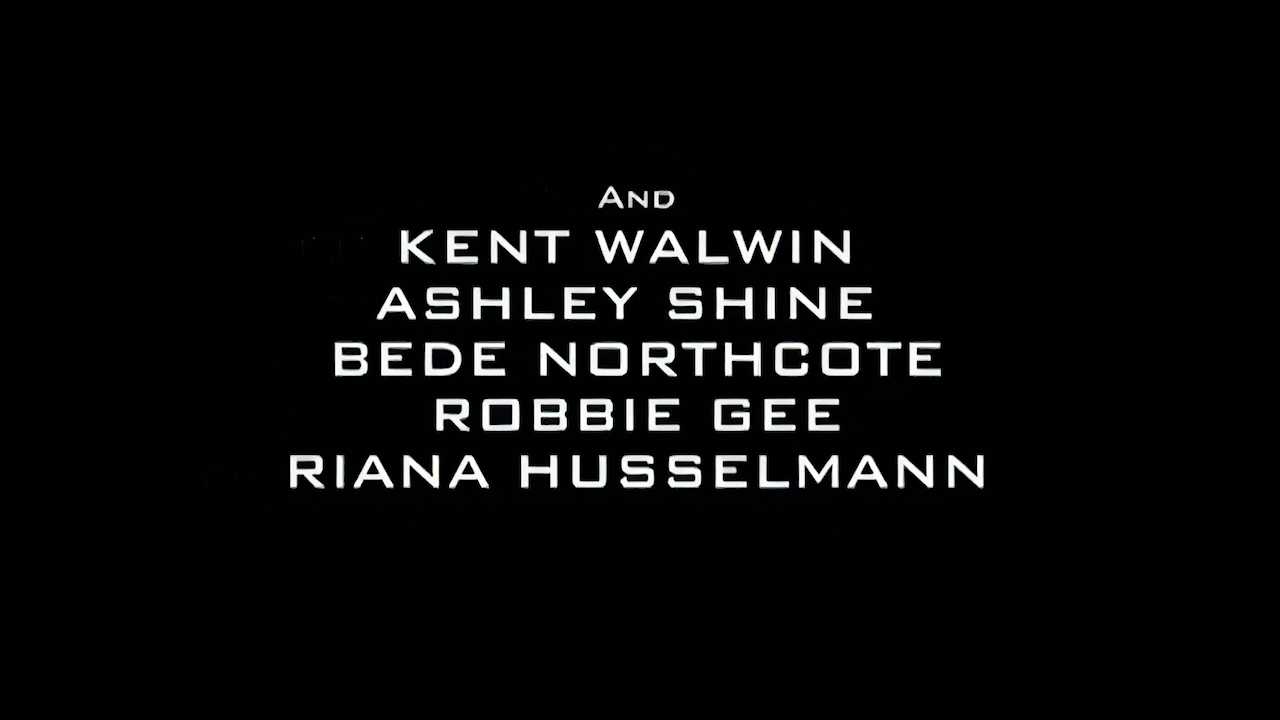 And
KENT WALWIN
ASHLEY SHINE
BEDE NORTHCOTE
ROBBIE GEE
RIANA HUSSELMANN